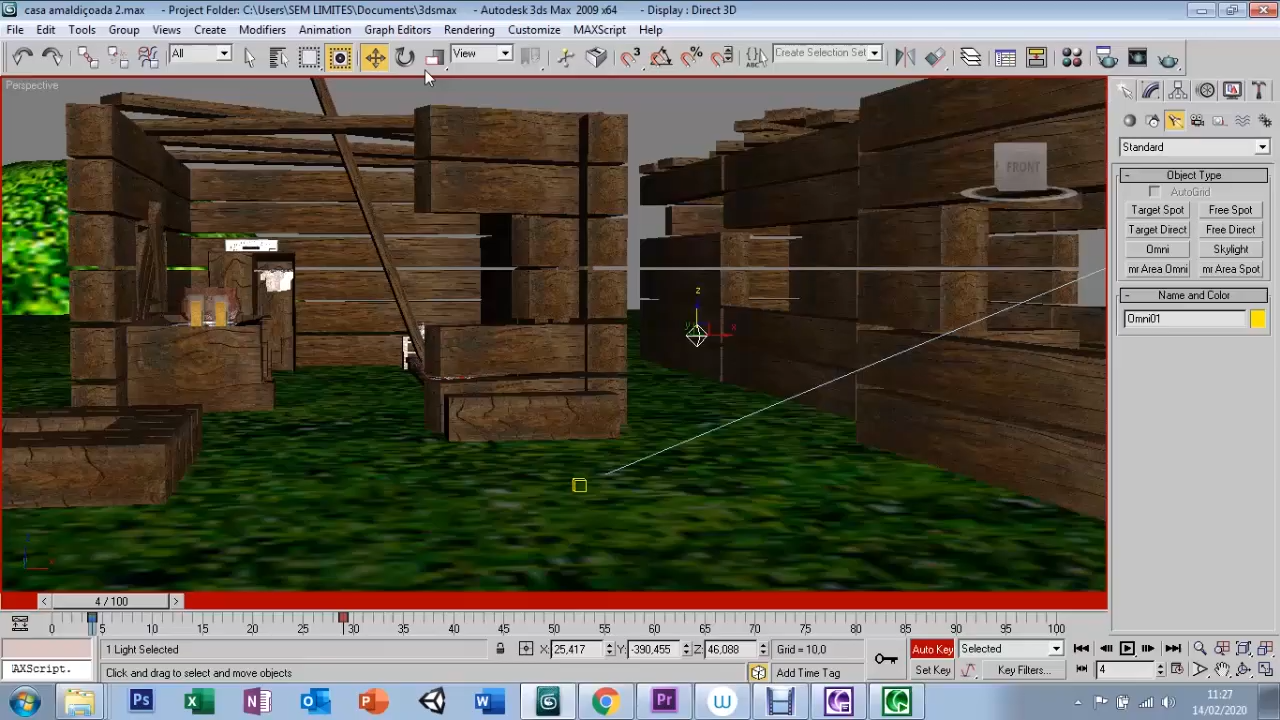 casa amaldiçoada 2.max - Project Folder: C:\Users\SEM LIMITES\Documents\3dsmax - Autodesk 3ds Max 2009 x64 - Display : Direct 3D
File Edit Tools Group Views Create Modifiers Animation Graph Editors Rendering Customize MAXScript Help
All View Create Selection Set
Perspective
FRONT
Standard
- Object Type
AutoGrid
Target Spot Free Spot
Target Direct Free Direct
Omni Skylight
mr Area Omni mr Area Spot
- Name and Color
Omni01
z
x
4 / 100
0 5 10 15 20 25 30 35 40 45 50 55 60 65 70 75 80 85 90 95 100
1 Light Selected X: 25,417 Y: -390,455 Z: 46,088 Grid = 10,0 Auto Key Selected
AXScript. Click and drag to select and move objects Add Time Tag Set Key Key Filters... 4
11:27
14/02/2020